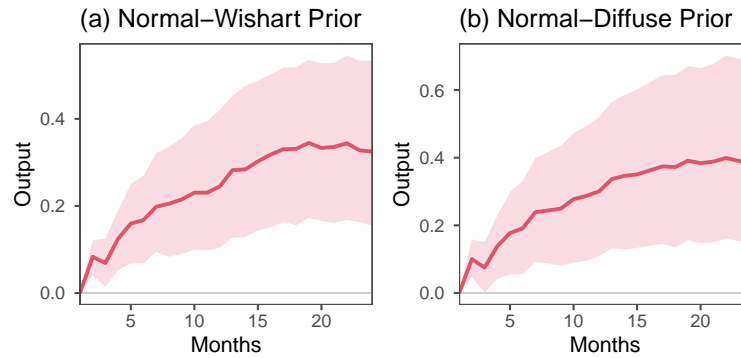 (a) Normal−Wishart Prior
Output
0.4
0.2
0.0
5 10 15 20
Months
(b) Normal−Diffuse Prior
Output
0.6
0.4
0.2
0.0
5 10 15 20
Months